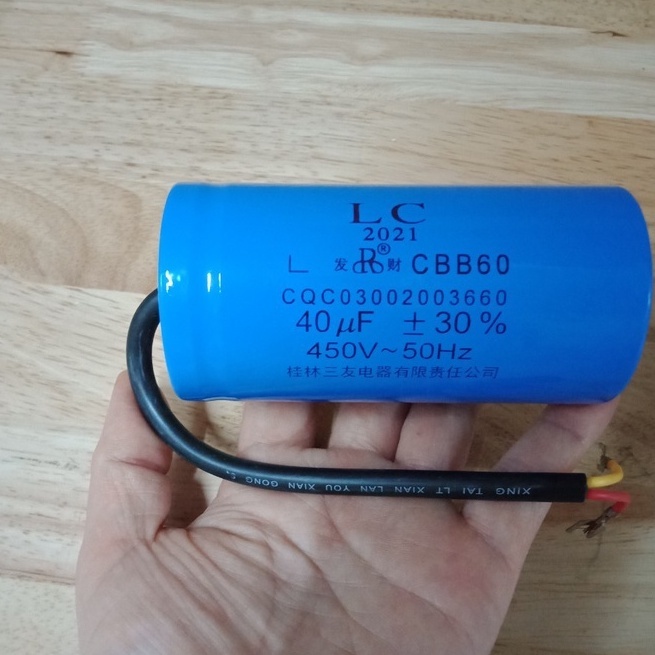 LC
2021
L 发 R® 财 CBB60
CQC03002003660
40μF ±30%
450V~50Hz
桂林三友电器有限责任公司
XING TAI LT XIAN LAN YOU XIAN GONG